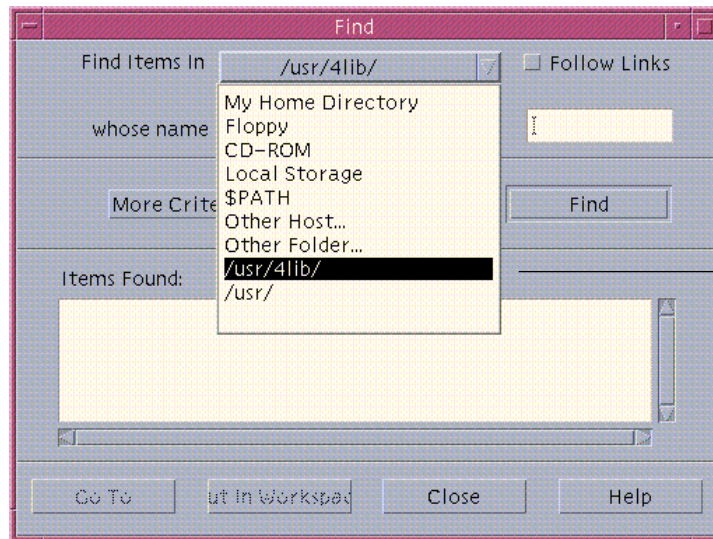 Find
Find Items In /usr/4lib/ Follow Links
My Home Directory
whose name
Floppy
CD-ROM
Local Storage
$PATH
Other Host...
Other Folder...
/usr/4lib/
/usr/
More Crite
Find
Items Found:
Go To ut In Workspac Close Help